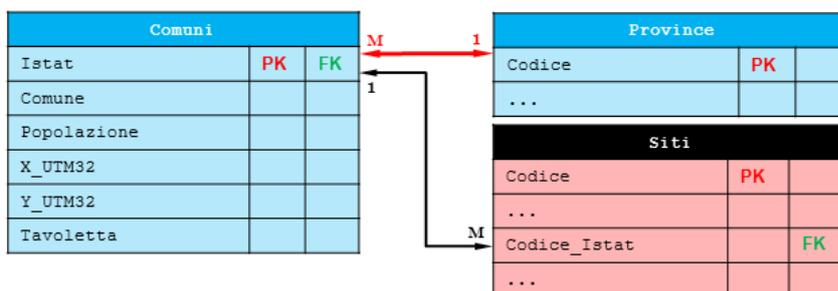 Comuni
Istat PK FK
Comune
Popolazione
X_UTM32
Y_UTM32
Tavoletta
M 1
1
M
Province
Codice PK
...
Siti
Codice PK
...
Codice_Istat FK
...